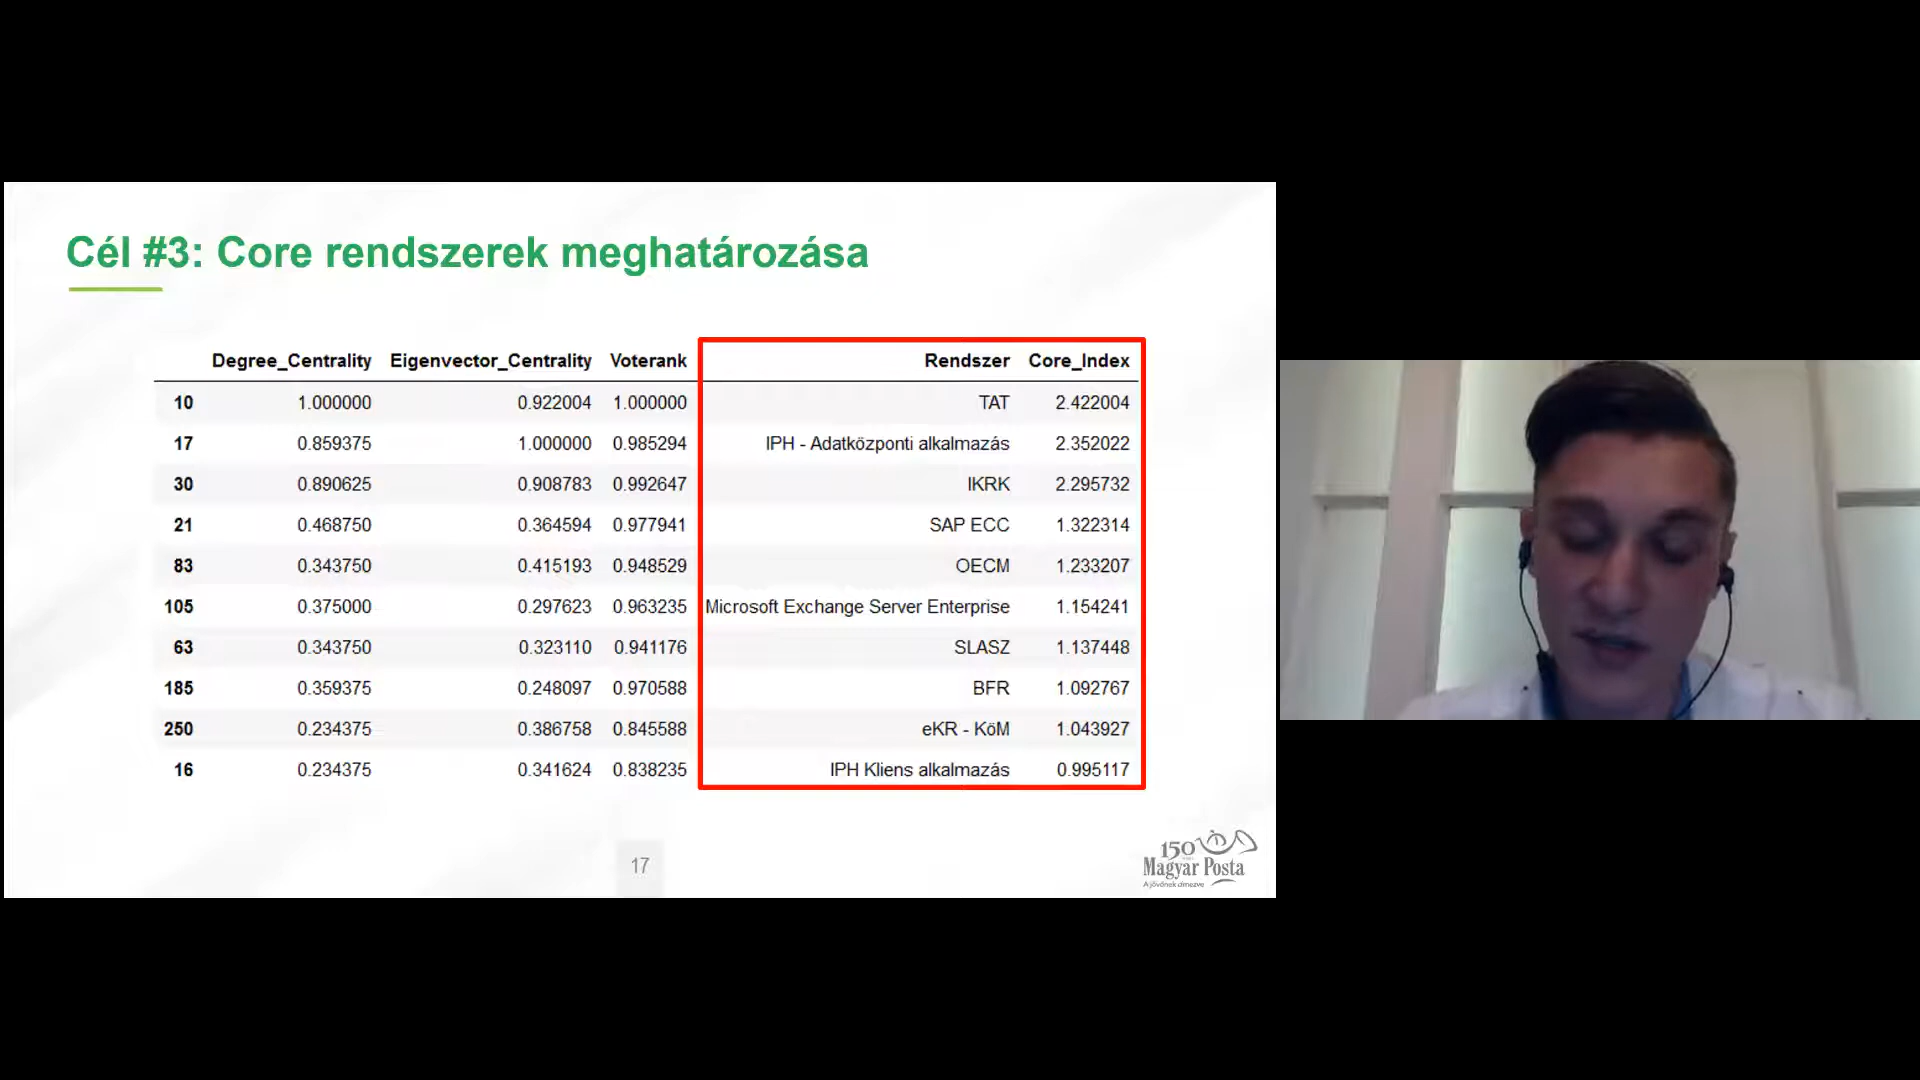 Cél #3: Core rendszerek meghatározása
Degree_Centrality Eigenvector_Centrality Voterank Rendszer Core_Index
10 1.000000 0.922004 1.000000 TAT 2.422004
17 0.859375 1.000000 0.985294 IPH - Adatközponti alkalmazás 2.352022
30 0.890625 0.908783 0.992647 IKRK 2.295732
21 0.468750 0.364594 0.977941 SAP ECC 1.322314
83 0.343750 0.415193 0.948529 OECM 1.233207
105 0.375000 0.297623 0.963235 Microsoft Exchange Server Enterprise 1.154241
63 0.343750 0.323110 0.941176 SLASZ 1.137448
185 0.359375 0.248097 0.970588 BFR 1.092767
250 0.234375 0.386758 0.845588 eKR - KöM 1.043927
16 0.234375 0.341624 0.838235 IPH Kliens alkalmazás 0.995117
17
150
Magyar Posta
A jövőnek címezve